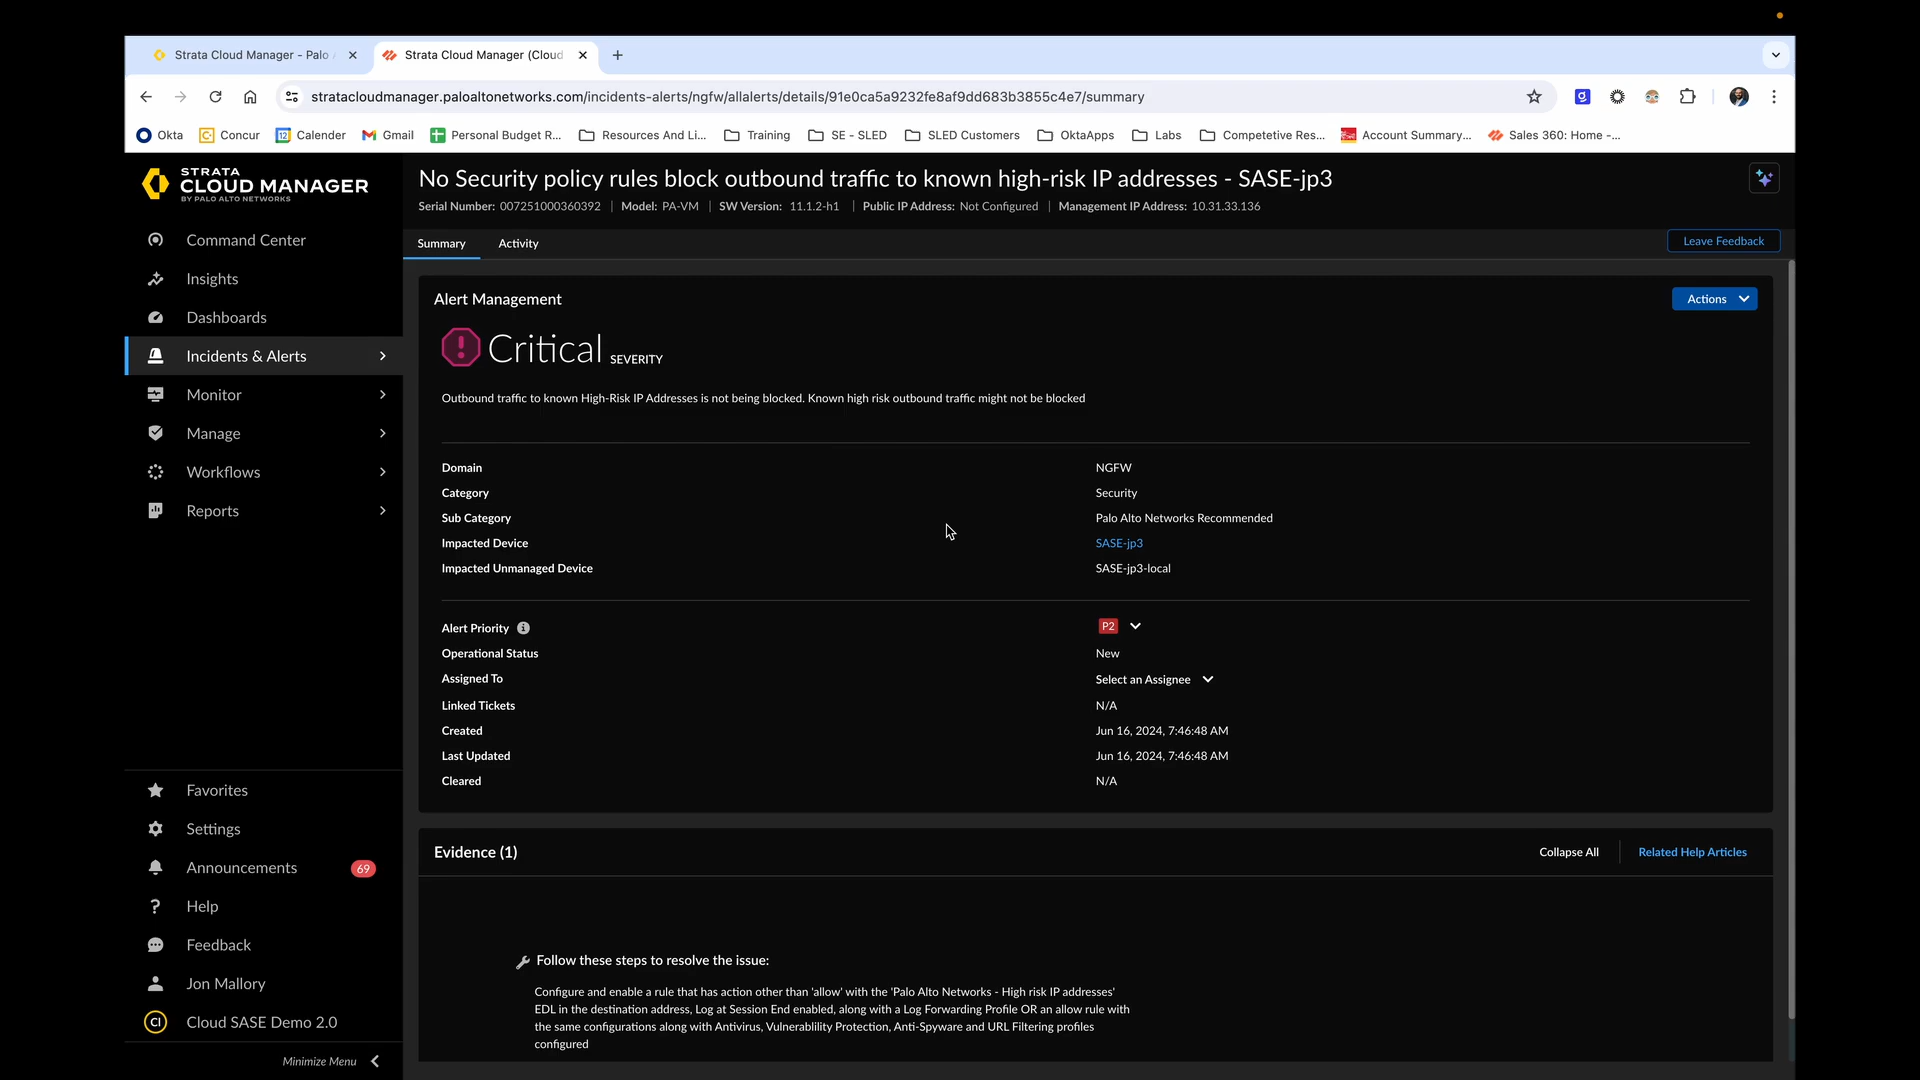 Strata Cloud Manager - Palo
Strata Cloud Manager (Cloud
stratacloudmanager.paloaltonetworks.com/incidents-alerts/ngfw/allalerts/details/91e0ca5a9232fe8af9dd683b3855c4e7/summary
Okta
Concur
Calender
Gmail
Personal Budget R...
Resources And Li...
Training
SE - SLED
SLED Customers
OktaApps
Labs
Competetive Res...
Account Summary...
Sales 360: Home -...
STRATA
CLOUD MANAGER
BY PALO ALTO NETWORKS
Command Center
Insights
Dashboards
Incidents & Alerts
Monitor
Manage
Workflows
Reports
Favorites
Settings
Announcements 69
Help
Feedback
Jon Mallory
CI Cloud SASE Demo 2.0
Minimize Menu
No Security policy rules block outbound traffic to known high-risk IP addresses - SASE-jp3
Serial Number: 007251000360392 | Model: PA-VM | SW Version: 11.1.2-h1 | Public IP Address: Not Configured | Management IP Address: 10.31.33.136
Summary Activity Leave Feedback
Alert Management Actions
Critical SEVERITY
Outbound traffic to known High-Risk IP Addresses is not being blocked. Known high risk outbound traffic might not be blocked
Domain NGFW
Category Security
Sub Category Palo Alto Networks Recommended
Impacted Device SASE-jp3
Impacted Unmanaged Device SASE-jp3-local
Alert Priority P2
Operational Status New
Assigned To Select an Assignee
Linked Tickets N/A
Created Jun 16, 2024, 7:46:48 AM
Last Updated Jun 16, 2024, 7:46:48 AM
Cleared N/A
Evidence (1) Collapse All Related Help Articles
Follow these steps to resolve the issue:
Configure and enable a rule that has action other than 'allow' with the 'Palo Alto Networks - High risk IP addresses'
EDL in the destination address, Log at Session End enabled, along with a Log Forwarding Profile OR an allow rule with
the same configurations along with Antivirus, Vulnerablility Protection, Anti-Spyware and URL Filtering profiles
configured